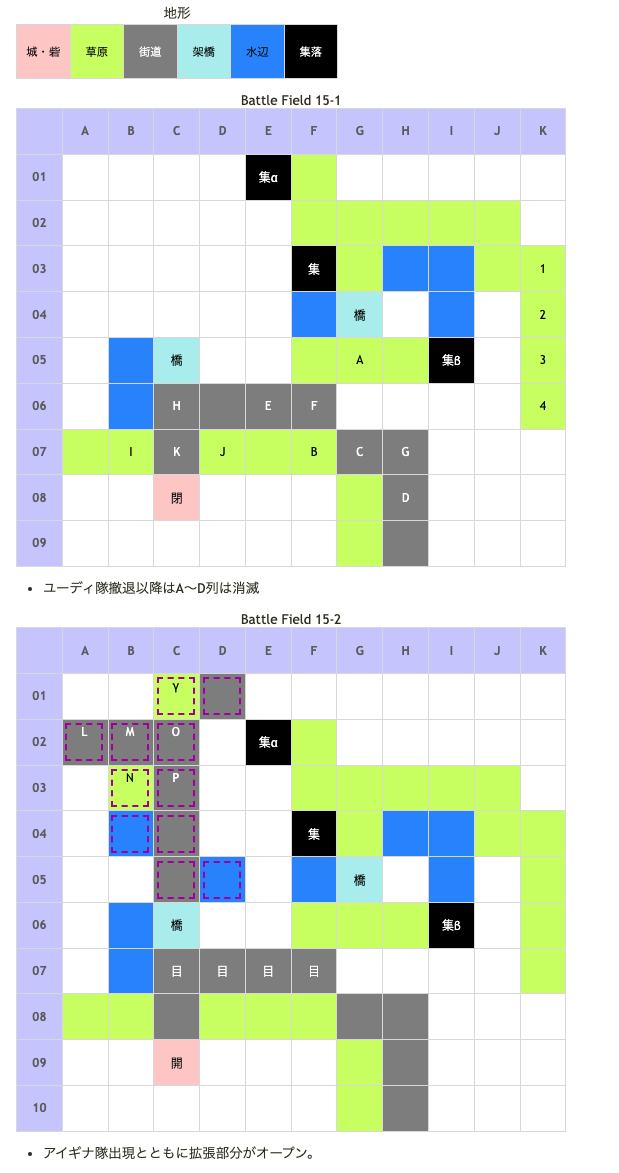 地形
城・砦 草原 街道 架橋 水辺 集落
Battle Field 15-1
A B C D E F G H I J K
01 集α
02
03 集 1
04 橋 2
05 橋 A 集β 3
06 H E F 4
07 I K J B C G
08 閉 D
09
• ユーディ隊撤退以降はA～D列は消滅
Battle Field 15-2
A B C D E F G H I J K
01 Y
02 L M O 集α
03 N P
04 集
05 橋
06 橋 集β
07 目 目 目 目
08
09 開
10
• アイギナ隊出現とともに拡張部分がオープン。